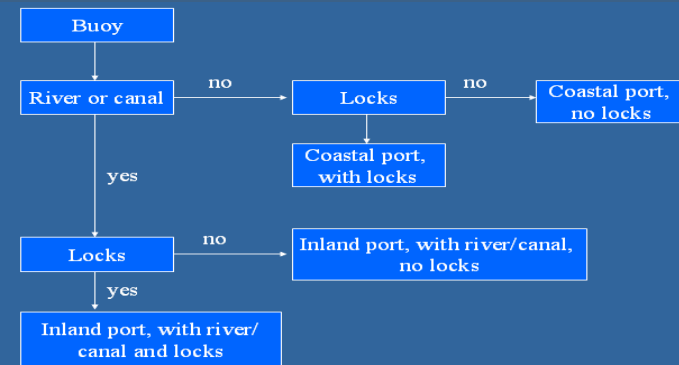 Buoy
River or canal
no
Locks
no
Coastal port,
no locks
Coastal port,
with locks
yes
Locks
no
Inland port, with river/canal,
no locks
yes
Inland port, with river/
canal and locks